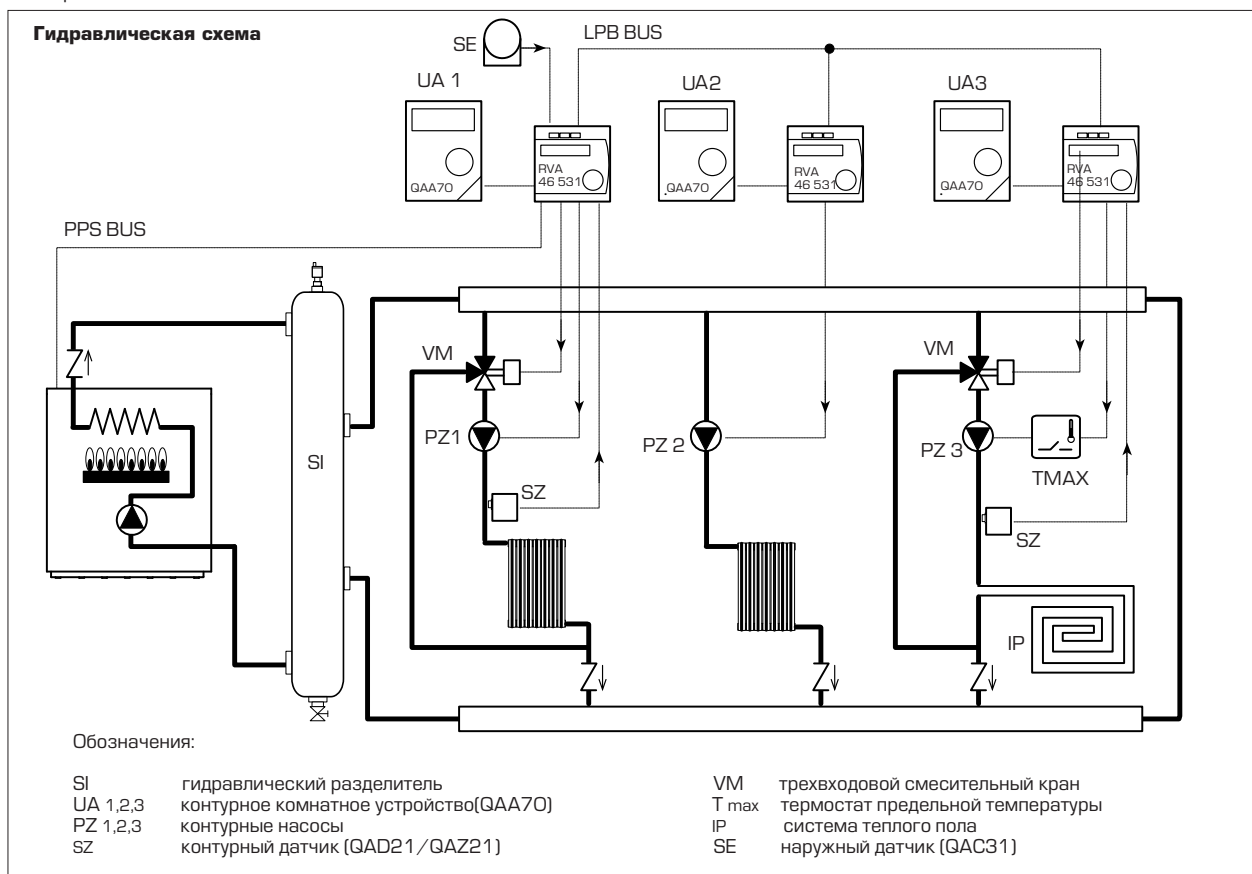 Гидравлическая схема
LPB BUS
SE
UA 1
UA2
UA3
RVA
46 531
QAA70
RVA
46 531
QAA70
RVA
46 531
QAA70
PPS BUS
VM
VM
SI
PZ1
PZ 2
PZ 3
TMAX
SZ
SZ
IP
Обозначения:
SI гидравлический разделитель
UA 1,2,3 контурное комнатное устройство(QAA70)
PZ 1,2,3 контурные насосы
SZ контурный датчик (QAD21/QAZ21)
VM трехвходовой смесительный кран
T max термостат предельной температуры
IP система теплого пола
SE наружный датчик (QAC31)